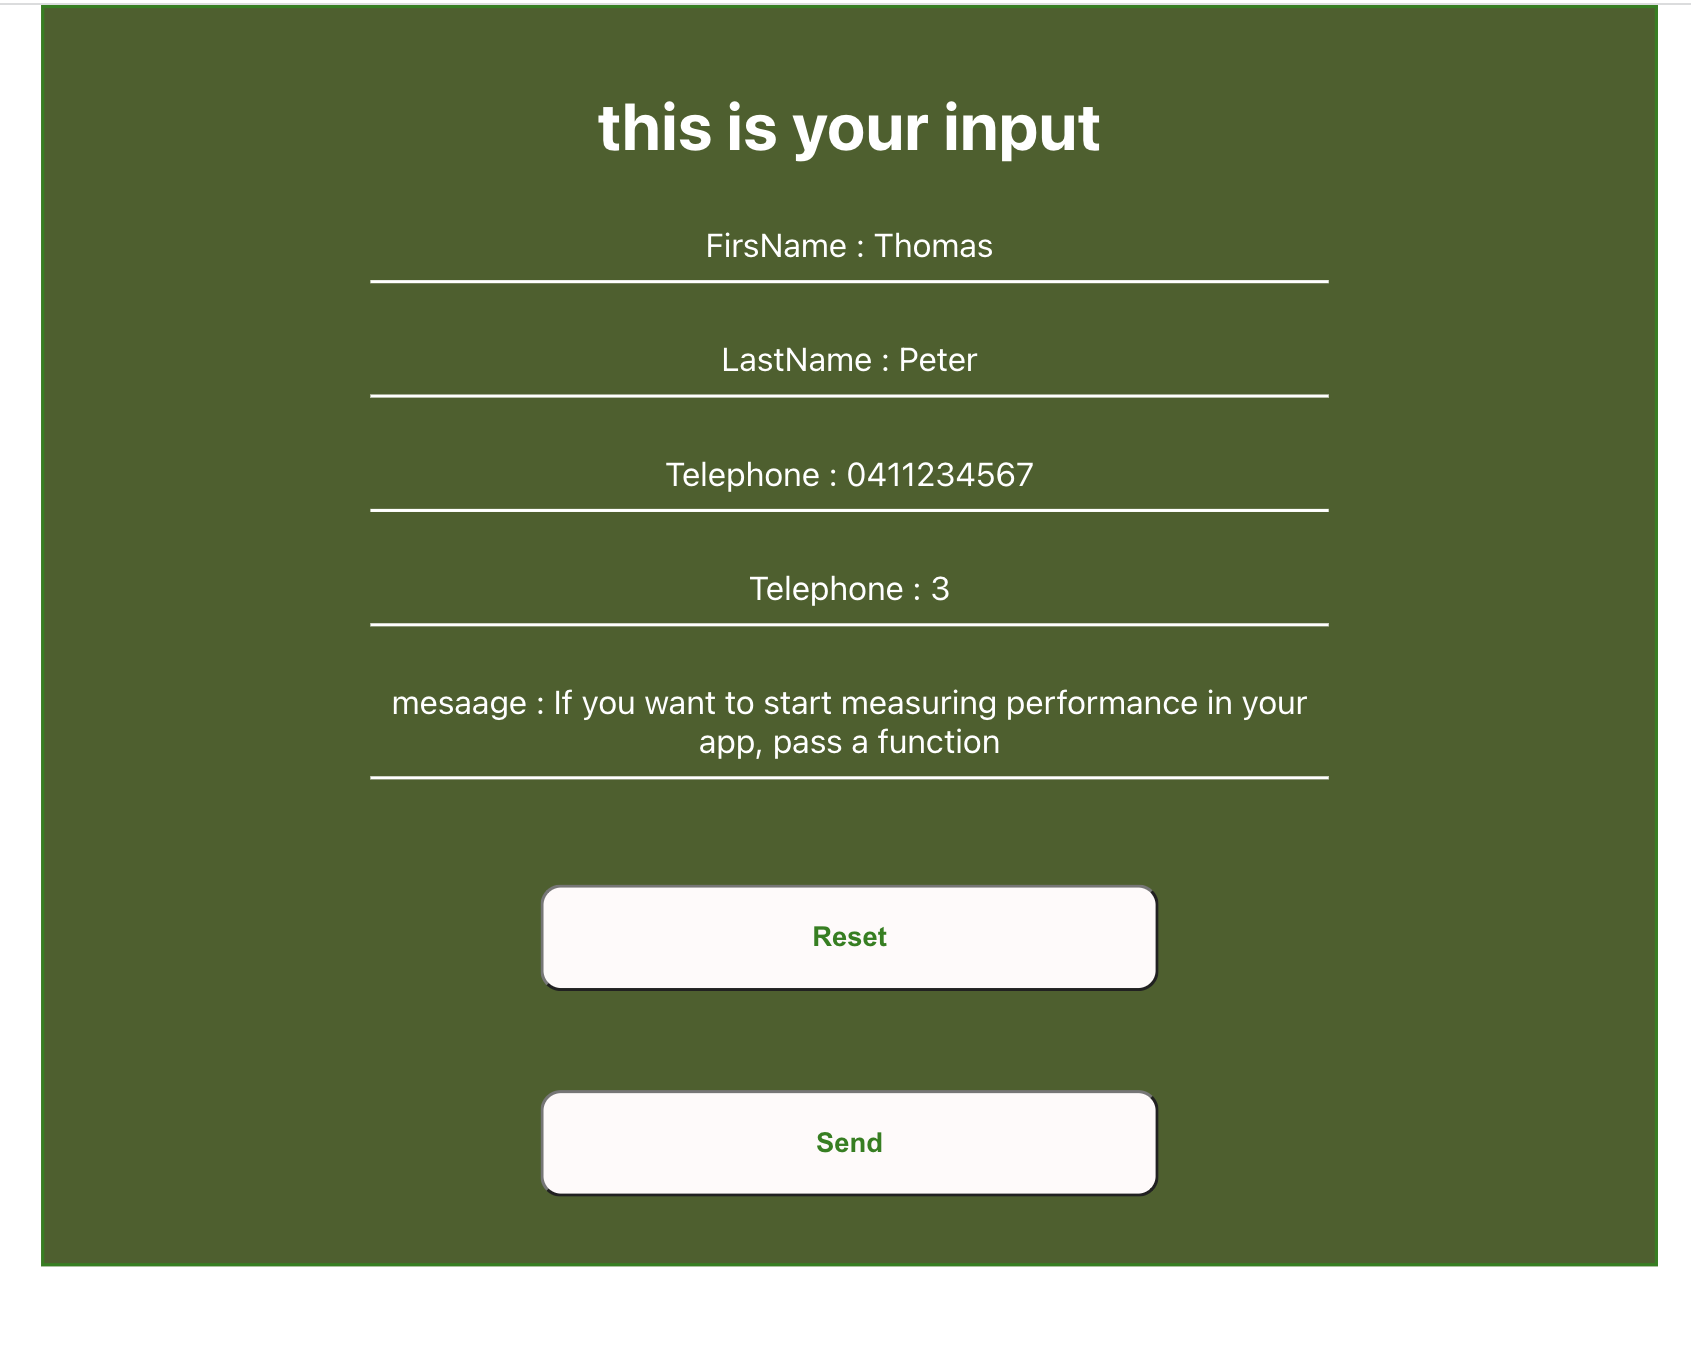 this is your input
FirsName : Thomas
LastName : Peter
Telephone : 0411234567
Telephone : 3
mesaage : If you want to start measuring performance in your
app, pass a function
Reset
Send